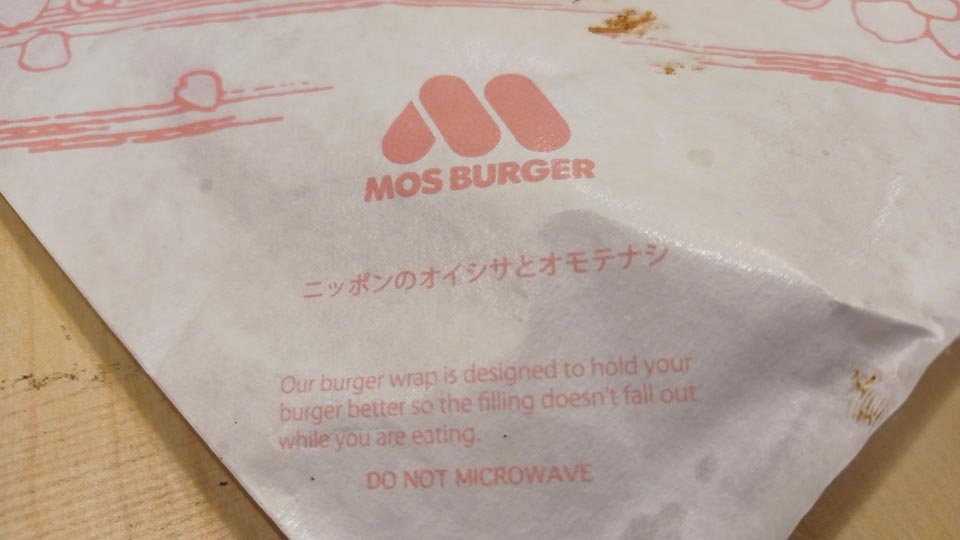 MOS BURGER
ニッポンのオイシサとオモテナシ
Our burger wrap is designed to hold your
burger better so the filling doesn't fall out
while you are eating.
DO NOT MICROWAVE